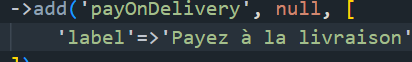 ->add('payOnDelivery', null, [
'label'=>'Payez à la livraison'
])